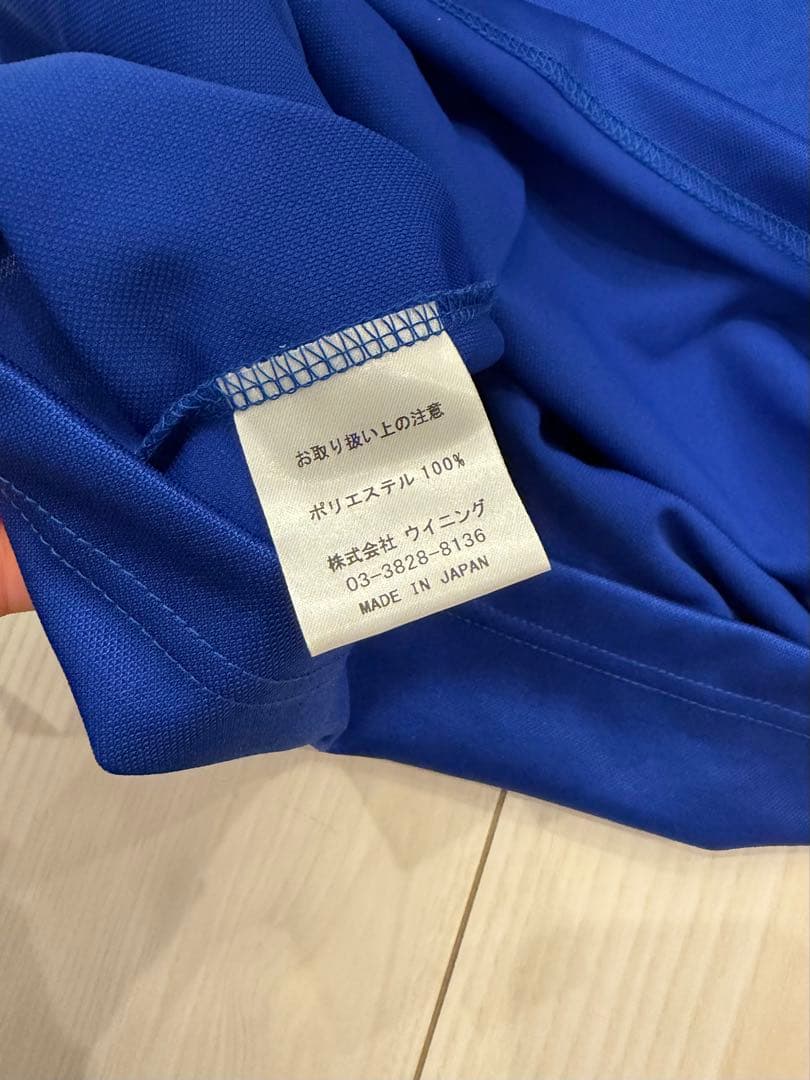 お取り扱い上の注意
ポリエステル 100%
株式会社 ウイニング
03-3828-8136
MADE IN JAPAN